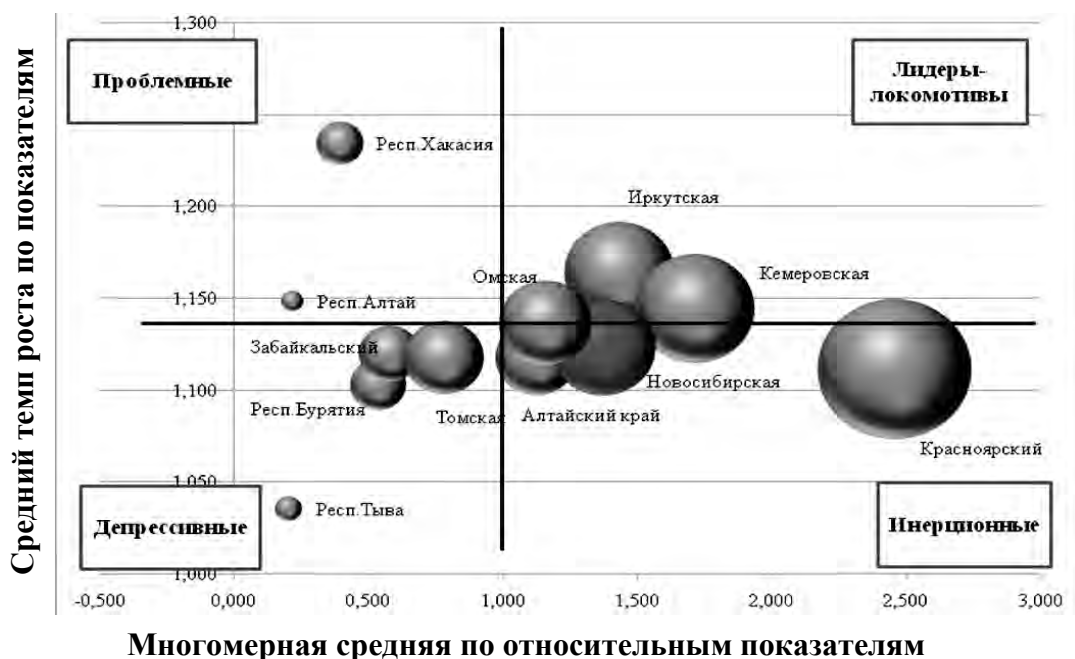 Средний темп роста по показателям
1,300
Проблемные
Лидеры-
локомотивы
Респ.Хакасия
1,200
Иркутская
Омская
Кемеровская
Респ.Алтай
1,150
Забайкальский
1,100
Респ.Бурятия
Томская
Алтайский край
Новосибирская
Красноярский
1,050
Респ.Тыва
Депрессивные
Инерционные
1,000
-0,500
0,000
0,500
1,000
1,500
2,000
2,500
3,000
Многомерная средняя по относительным показателям